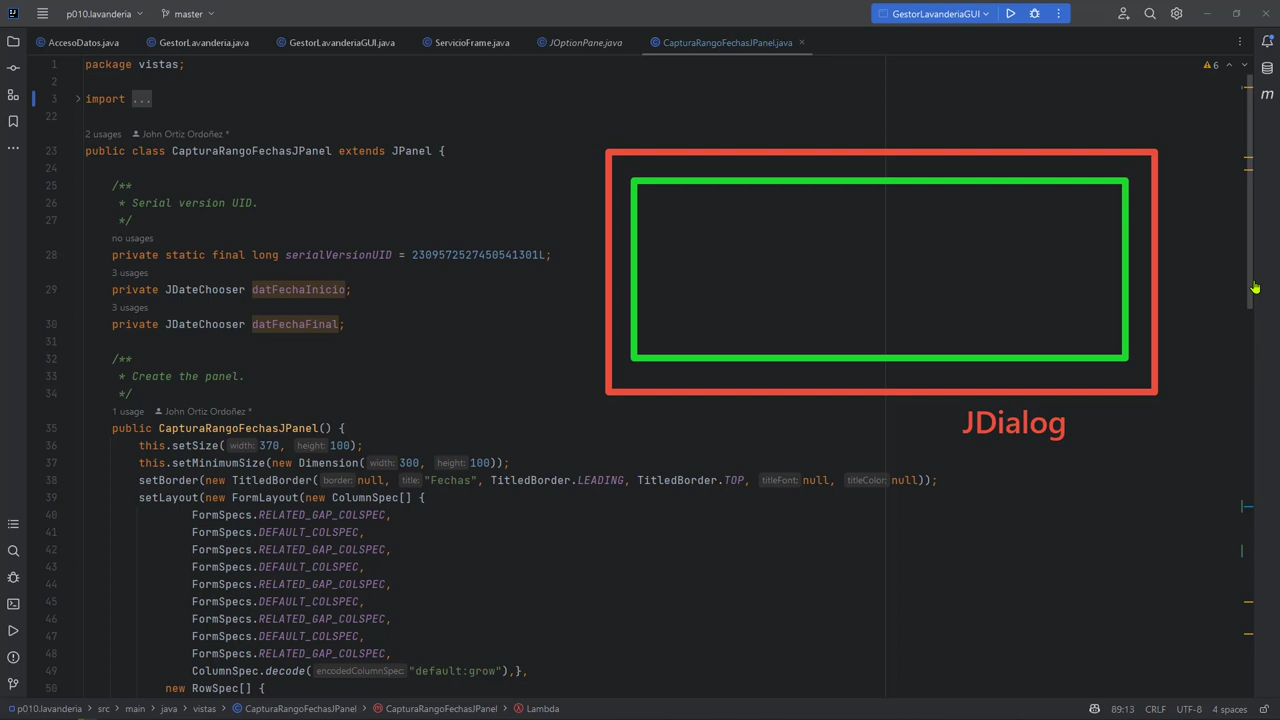 p010.lavanderia
master
GestorLavanderiaGUI
AccesoDatos.java
GestorLavanderia.java
GestorLavanderiaGUI.java
ServicioFrame.java
JOptionPane.java
CapturaRangoFechasJPanel.java
1 package vistas;
6
2
3 import ...
22
2 usages John Ortiz Ordoñez *
23 public class CapturaRangoFechasJPanel extends JPanel {
24
25 /**
26 * Serial version UID.
27 */
no usages
28 private static final long serialVersionUID = 2309572527450541301L;
3 usages
29 private JDateChooser datFechaInicio;
3 usages
30 private JDateChooser datFechaFinal;
31
32 /**
33 * Create the panel.
34 */
JDialog
1 usage John Ortiz Ordoñez *
35 public CapturaRangoFechasJPanel() {
36 this.setSize( width: 370, height: 100);
37 this.setMinimumSize(new Dimension( width: 300, height: 100));
38 setBorder(new TitledBorder( border: null, title: "Fechas", TitledBorder.LEADING, TitledBorder.TOP, titleFont: null, titleColor: null));
39 setLayout(new FormLayout(new ColumnSpec[] {
40 FormSpecs.RELATED_GAP_COLSPEC,
41 FormSpecs.DEFAULT_COLSPEC,
42 FormSpecs.RELATED_GAP_COLSPEC,
43 FormSpecs.DEFAULT_COLSPEC,
44 FormSpecs.RELATED_GAP_COLSPEC,
45 FormSpecs.DEFAULT_COLSPEC,
46 FormSpecs.RELATED_GAP_COLSPEC,
47 FormSpecs.DEFAULT_COLSPEC,
48 FormSpecs.RELATED_GAP_COLSPEC,
49 ColumnSpec.decode( encodedColumnSpec: "default:grow"),},
50 new RowSpec[] {
p010.lavanderia > src > main > java > vistas > CapturaRangoFechasJPanel > CapturaRangoFechasJPanel > Lambda
89:13 CRLF UTF-8 4 spaces